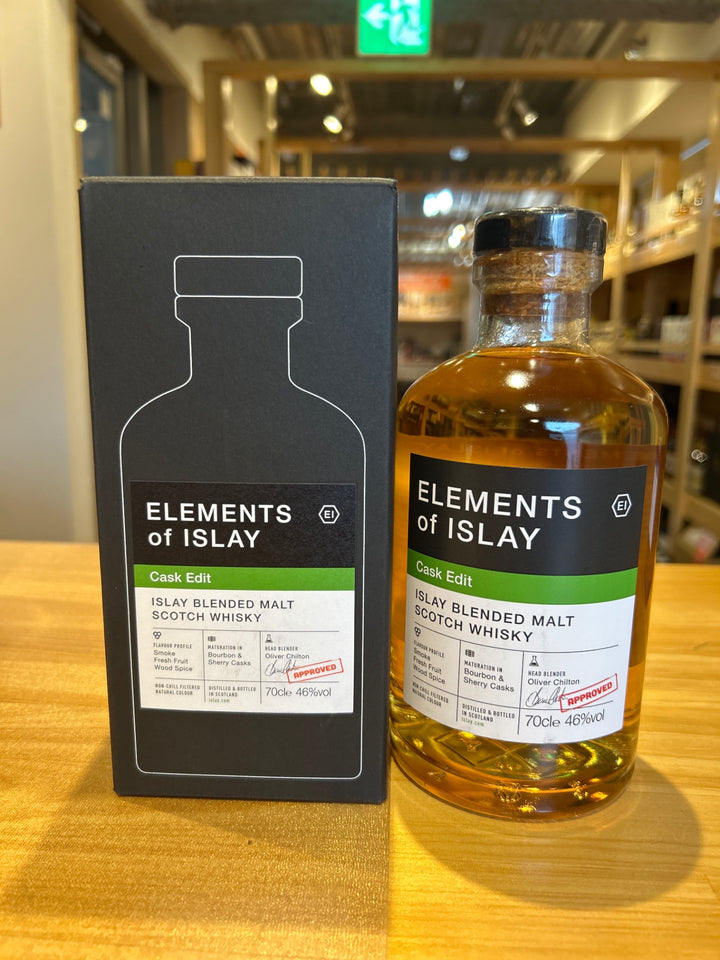 ELEMENTS
of ISLAY
EI
Cask Edit
ISLAY BLENDED MALT
SCOTCH WHISKY
FLAVOUR PROFILE
Smoke
Fresh Fruit
Wood Spice
MATURATION IN
Bourbon &
Sherry Casks
HEAD BLENDER
Oliver Chilton
APPROVED
NON-CHILL FILTERED
NATURAL COLOUR
DISTILLED & BOTTLED
IN SCOTLAND
islay.com
70cle 46%vol
ELEMENTS
of ISLAY
EI
Cask Edit
ISLAY BLENDED MALT
SCOTCH WHISKY
FLAVOUR PROFILE
Smoke
Fresh Fruit
Wood Spice
MATURATION IN
Bourbon &
Sherry Casks
HEAD BLENDER
Oliver Chilton
APPROVED
NON-CHILL FILTERED
NATURAL COLOUR
DISTILLED & BOTTLED
IN SCOTLAND
islay.com
70cle 46%vol